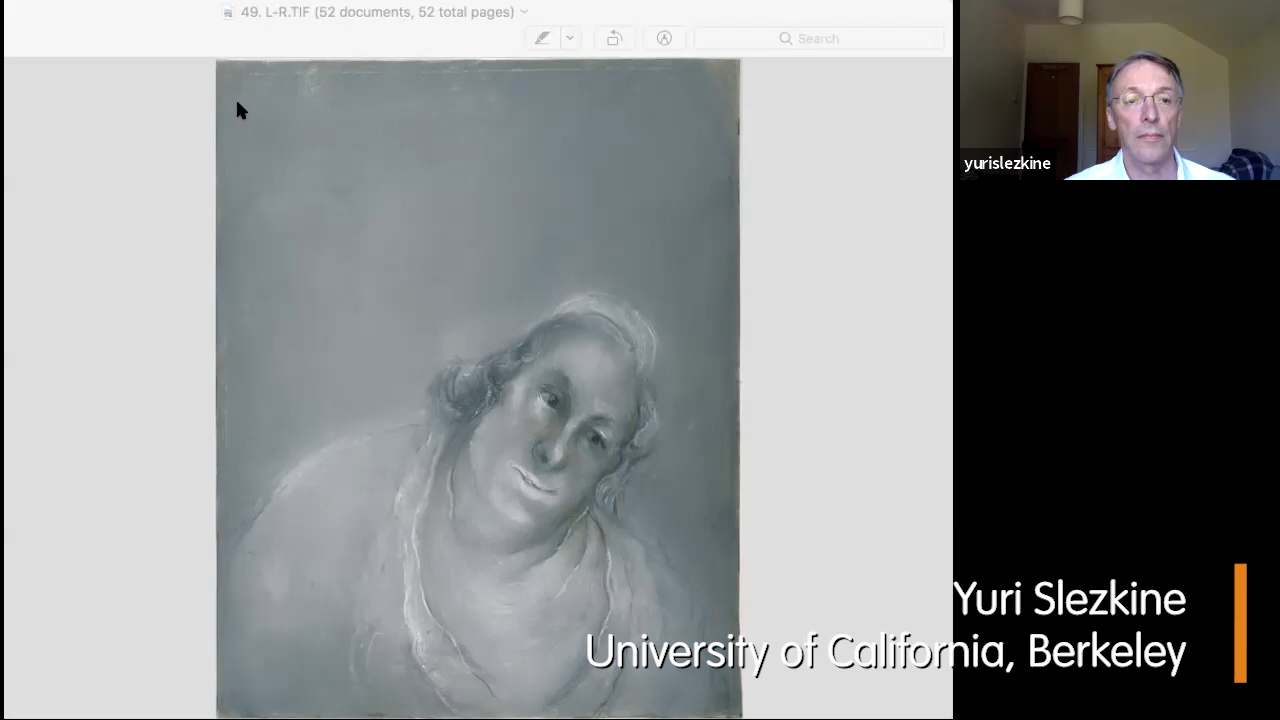 49. L-R.TIF (52 documents, 52 total pages)
Search
yurislezkine
Yuri Slezkine
University of California, Berkeley